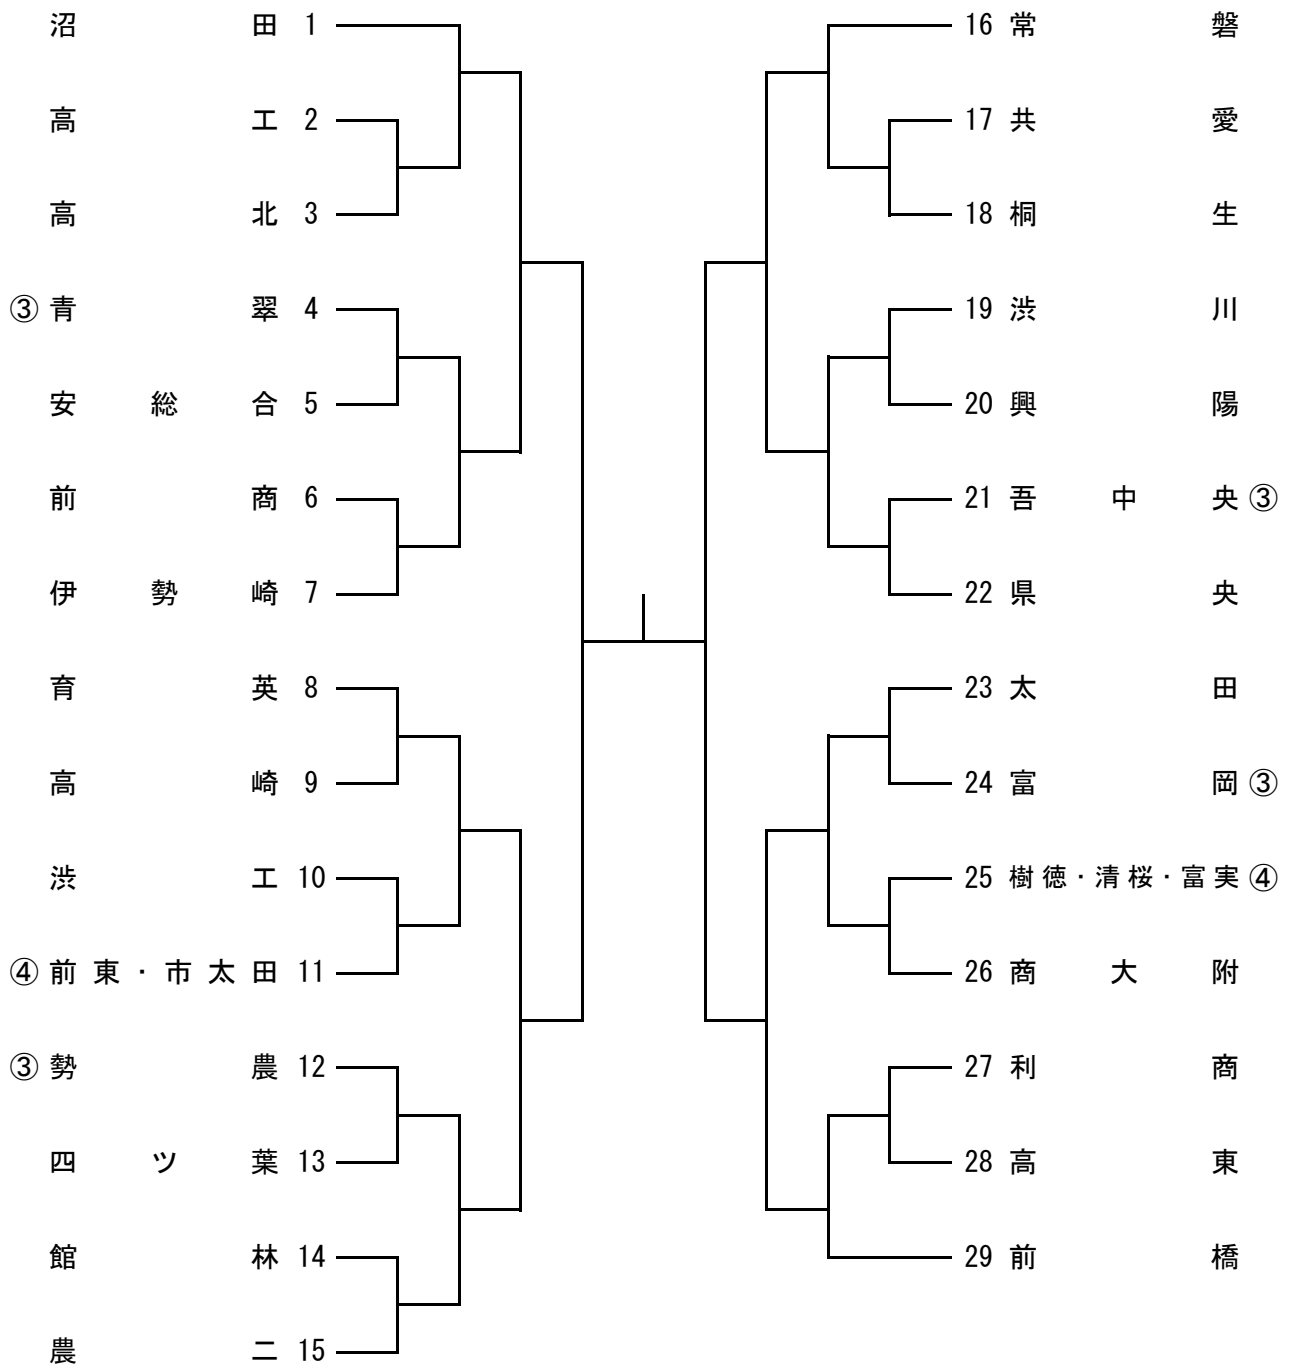 沼田 1
高工 2
高北 3
③ 青翠 4
安総合 5
前商 6
伊勢崎 7
育英 8
高崎 9
渋工 10
④ 前東・市太田 11
③ 勢農 12
四ツ葉 13
館林 14
農二 15
16 常磐
17 共愛
18 桐生
19 渋川
20 興陽
21 吾中央 ③
22 県央
23 太田
24 富岡 ③
25 樹徳・清桜・富実 ④
26 商大附
27 利商
28 高東
29 前橋